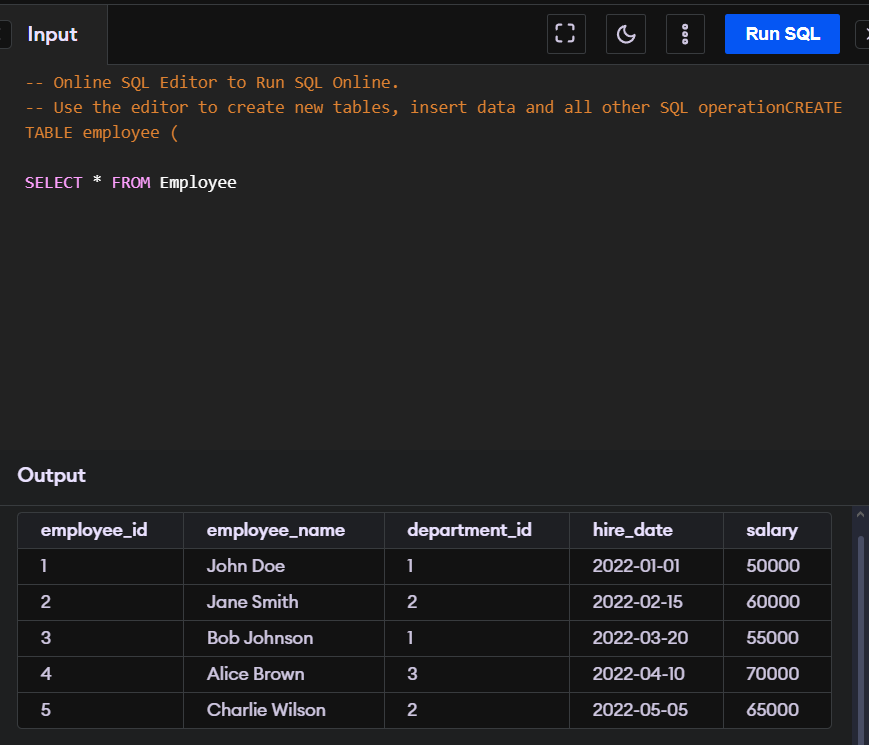 Input
Run SQL
-- Online SQL Editor to Run SQL Online.
-- Use the editor to create new tables, insert data and all other SQL operationCREATE
TABLE employee (
SELECT * FROM Employee
Output
employee_id employee_name department_id hire_date salary
1 John Doe 1 2022-01-01 50000
2 Jane Smith 2 2022-02-15 60000
3 Bob Johnson 1 2022-03-20 55000
4 Alice Brown 3 2022-04-10 70000
5 Charlie Wilson 2 2022-05-05 65000